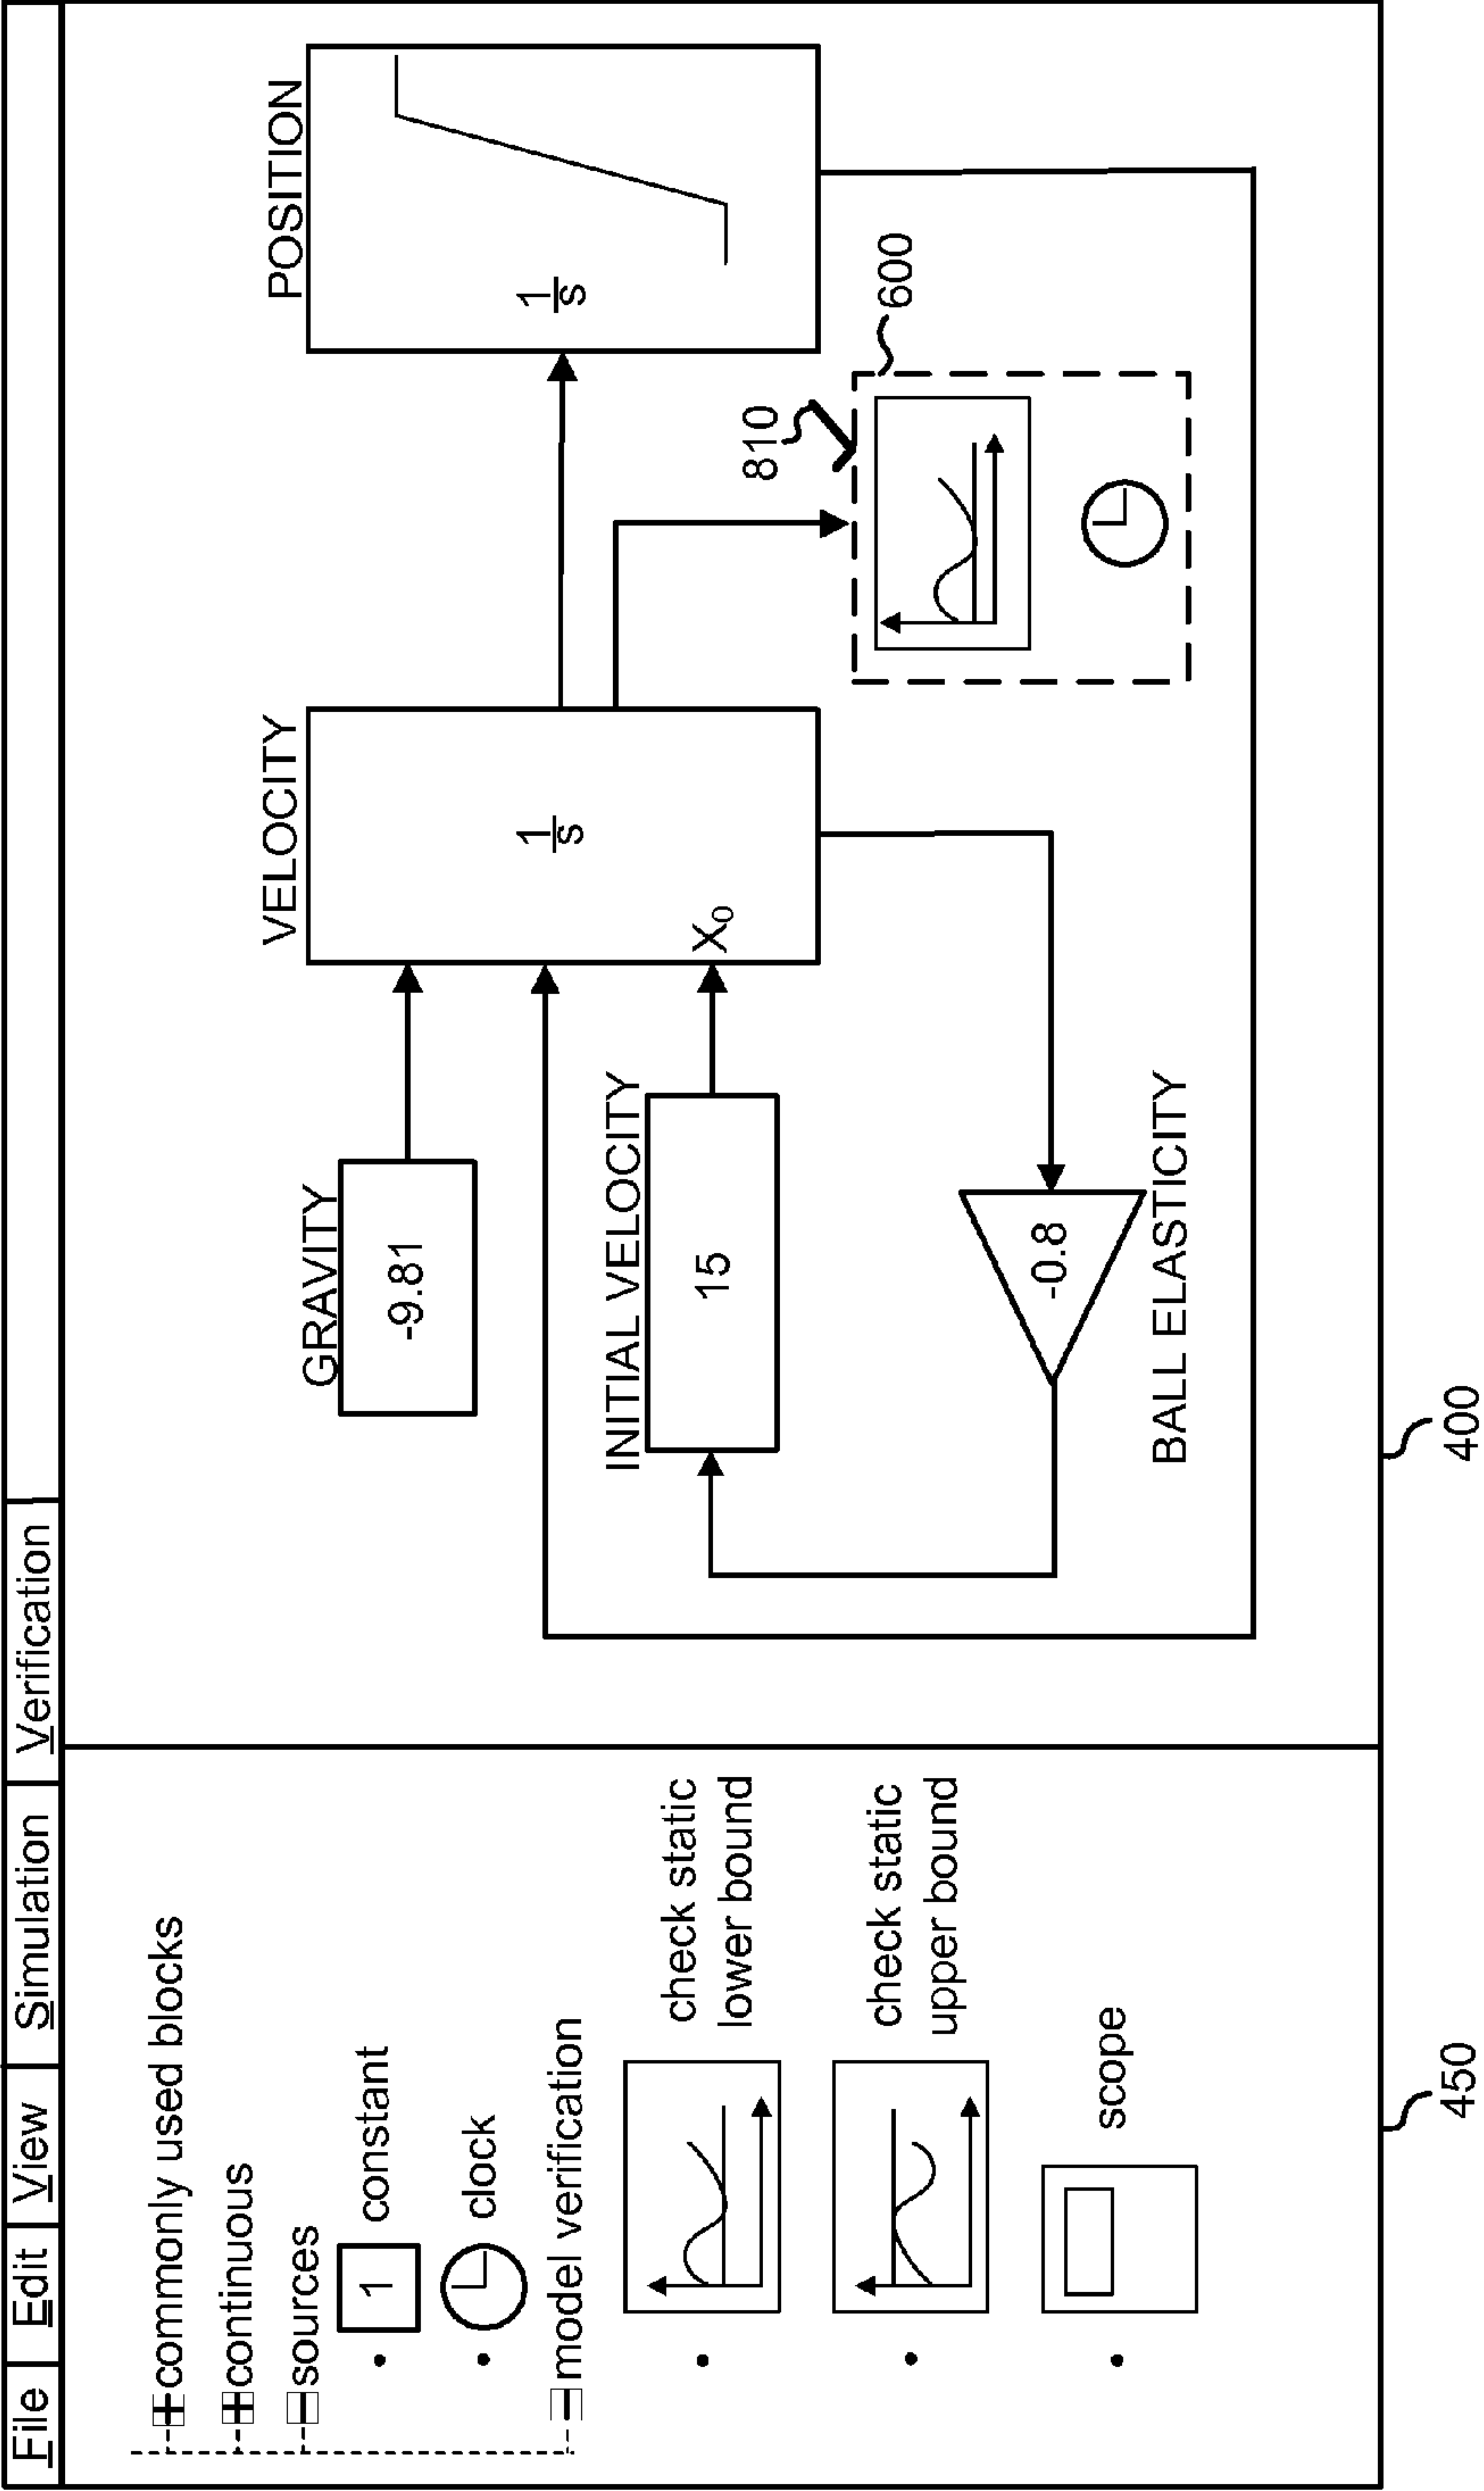 File Edit View Simulation Verification
commonly used blocks
continuous
sources
1 constant
clock
model verification
check static
lower bound
check static
upper bound
scope
450
GRAVITY
-9.81
INITIAL VELOCITY
15
-0.8
BALL ELASTICITY
VELOCITY
1
s
X0
POSITION
1
s
810
600
400